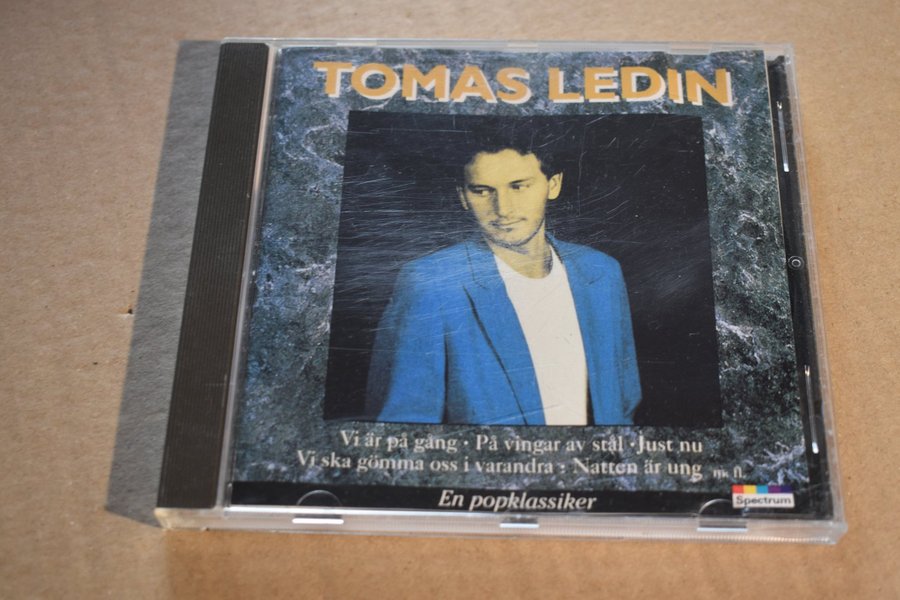 TOMAS LEDIN
Vi är på gång · På vingar av stål · Just nu
Vi ska gömma oss i varandra · Natten är ung m. fl.
En popklassiker
Spectrum